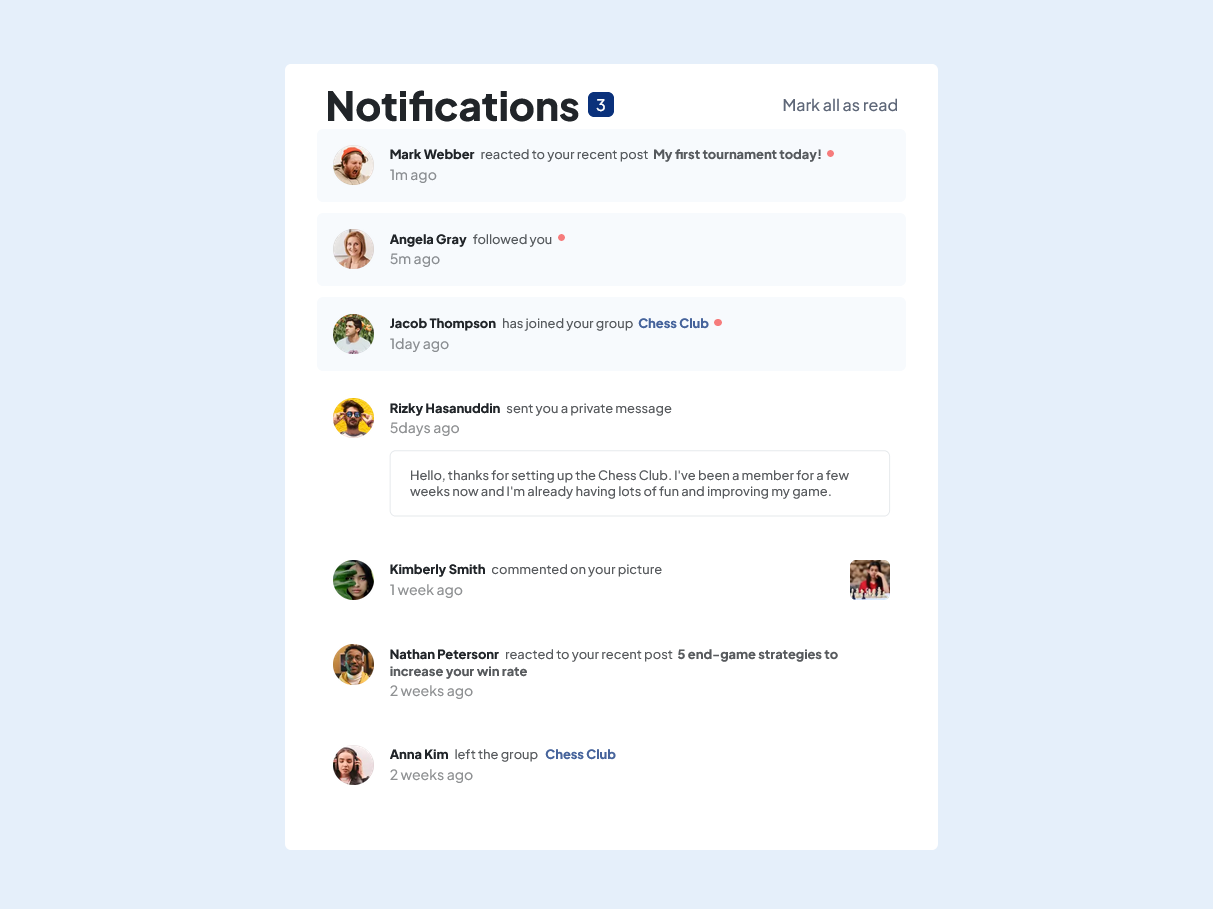 Notifications 3 Mark all as read
Mark Webber reacted to your recent post My first tournament today!
1m ago
Angela Gray followed you
5m ago
Jacob Thompson has joined your group Chess Club
1day ago
Rizky Hasanuddin sent you a private message
5days ago
Hello, thanks for setting up the Chess Club. I've been a member for a few
weeks now and I'm already having lots of fun and improving my game.
Kimberly Smith commented on your picture
1 week ago
Nathan Petersonr reacted to your recent post 5 end-game strategies to
increase your win rate
2 weeks ago
Anna Kim left the group Chess Club
2 weeks ago